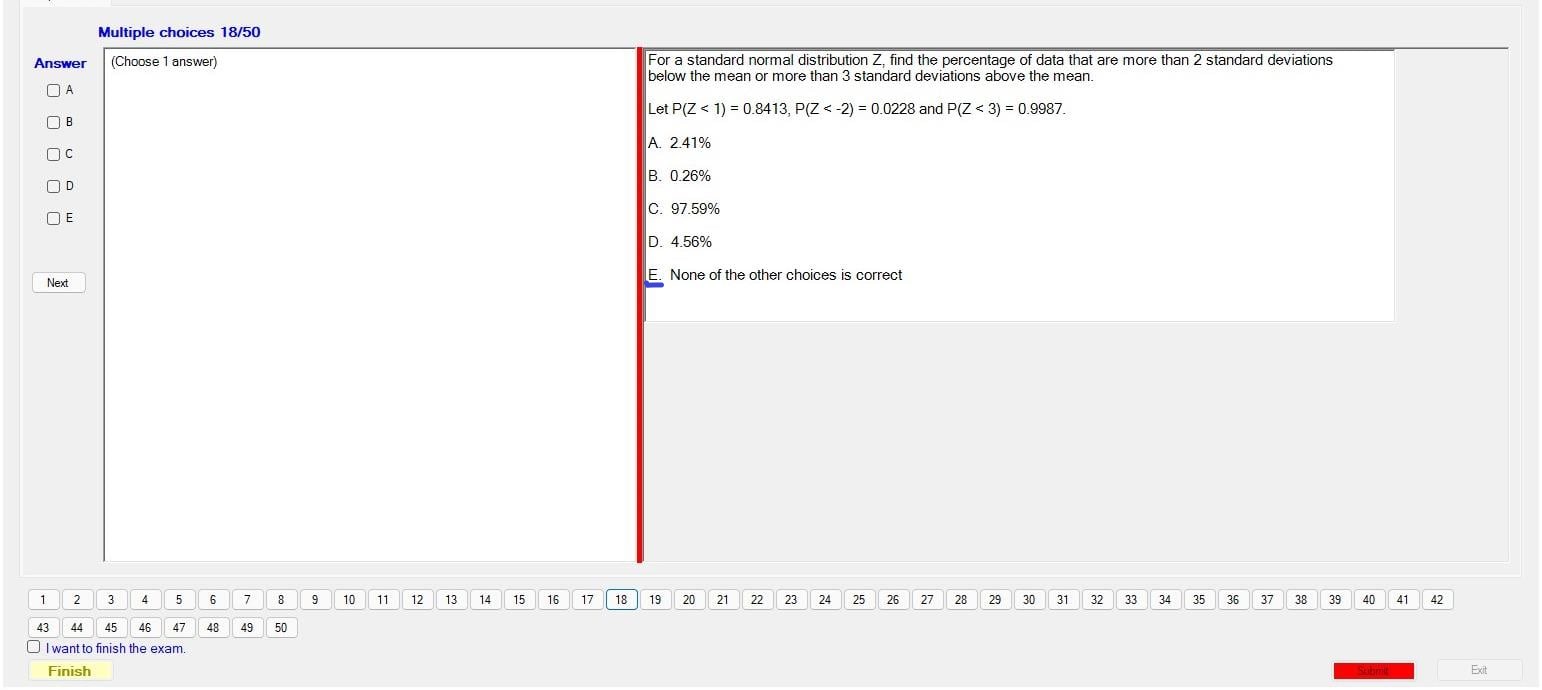 Multiple choices 18/50
Answer
(Choose 1 answer)
A
B
C
D
E
Next
For a standard normal distribution Z, find the percentage of data that are more than 2 standard deviations
below the mean or more than 3 standard deviations above the mean.
Let P(Z < 1) = 0.8413, P(Z < -2) = 0.0228 and P(Z < 3) = 0.9987.
A. 2.41%
B. 0.26%
C. 97.59%
D. 4.56%
E. None of the other choices is correct
1 2 3 4 5 6 7 8 9 10 11 12 13 14 15 16 17 18 19 20 21 22 23 24 25 26 27 28 29 30 31 32 33 34 35 36 37 38 39 40 41 42
43 44 45 46 47 48 49 50
I want to finish the exam.
Finish
Submit
Exit